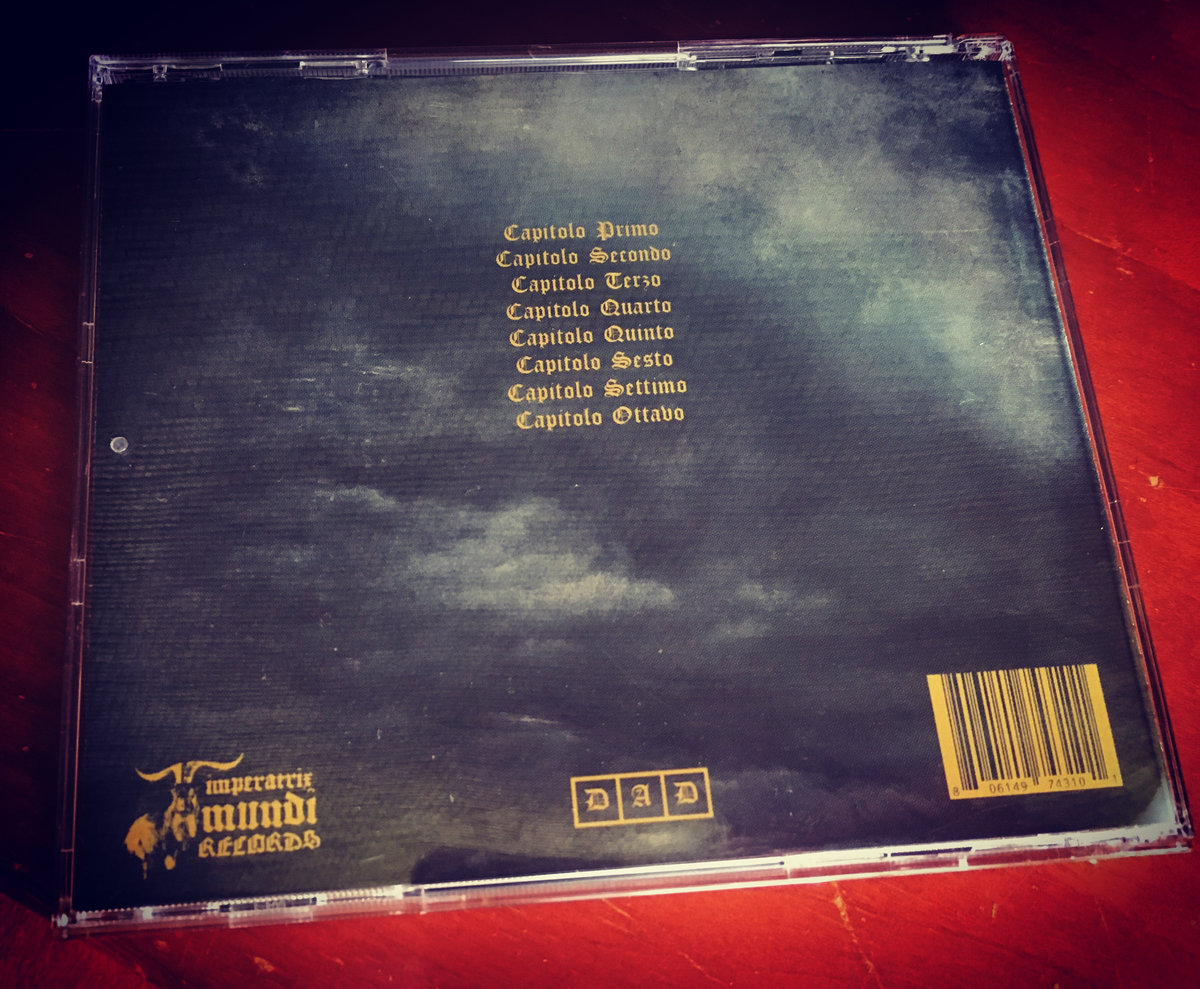 Capitolo Primo
Capitolo Secondo
Capitolo Terzo
Capitolo Quarto
Capitolo Quinto
Capitolo Sesto
Capitolo Settimo
Capitolo Ottavo
imperatrix
mundi
RECORDS
D A D
8 06149 74310 1